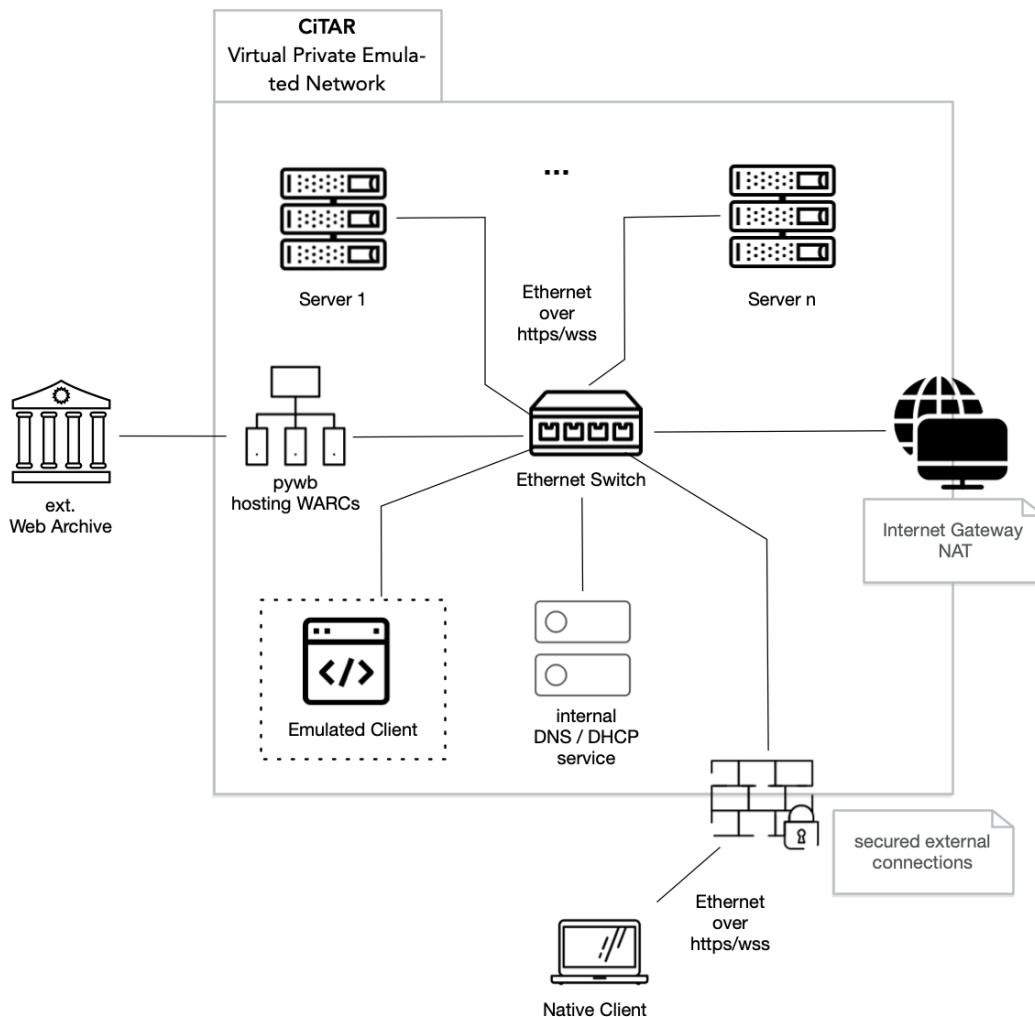 CiTAR
Virtual Private Emula-
ted Network
...
Server 1
Server n
Ethernet
over
https/wss
Ethernet Switch
pywb
hosting WARCs
ext.
Web Archive
Internet Gateway
NAT
</>
Emulated Client
internal
DNS / DHCP
service
secured external
connections
Ethernet
over
https/wss
Native Client